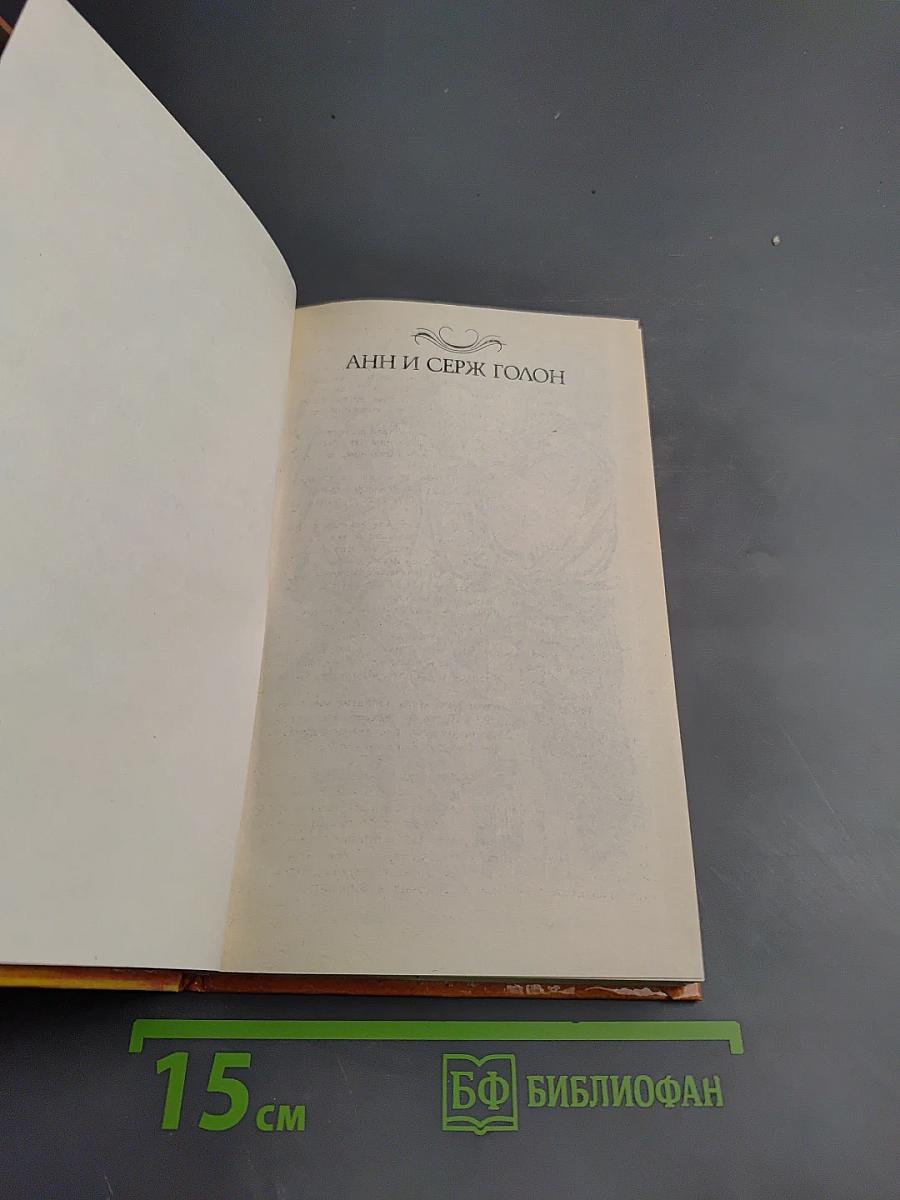 АНН И СЕРЖ ГОЛОН
15 см
БФ БИБЛИОФАН